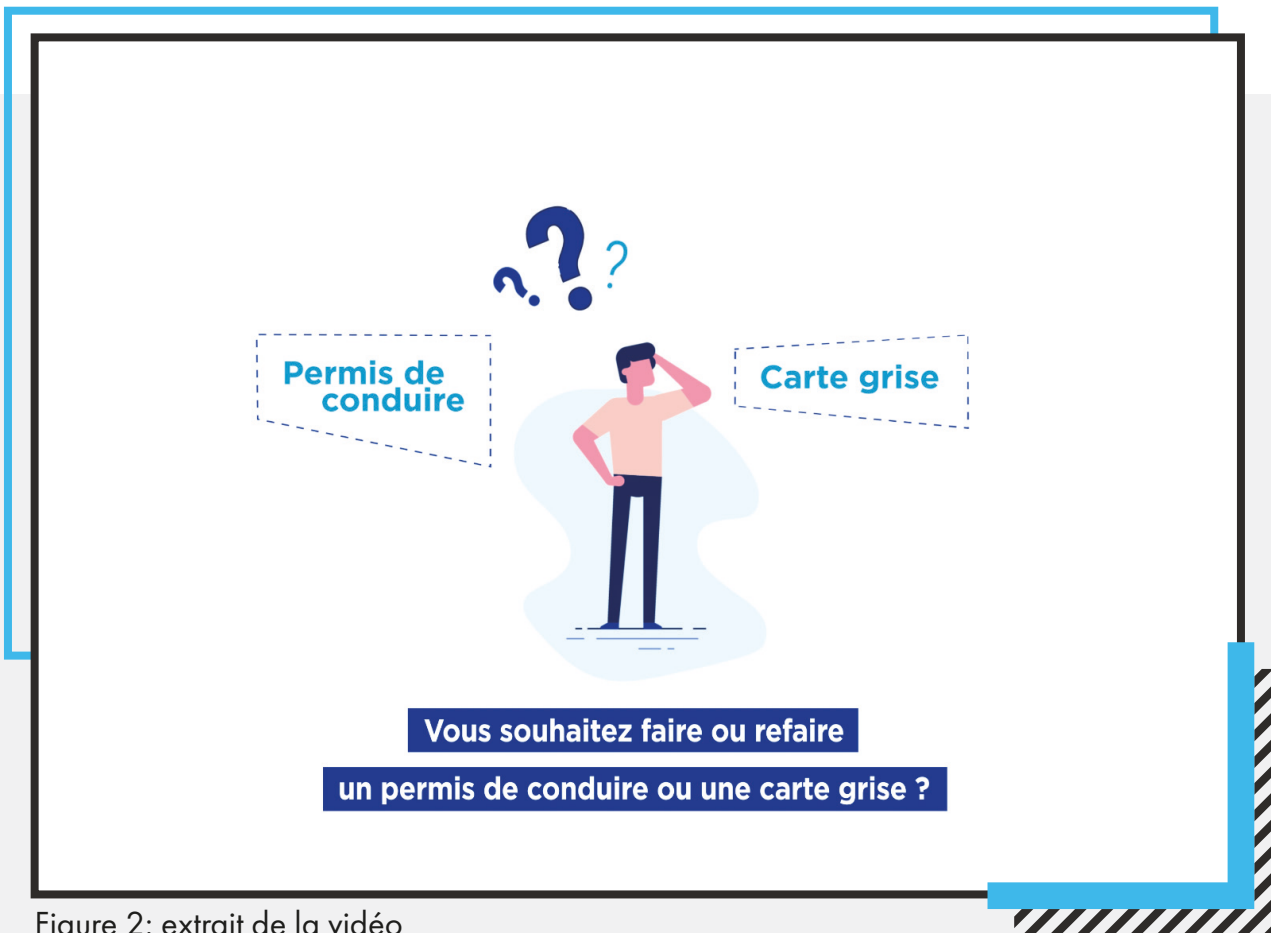 ? ? ?
Permis de
conduire
Carte grise
Vous souhaitez faire ou refaire
un permis de conduire ou une carte grise ?
Figure 2: extrait de la vidéo